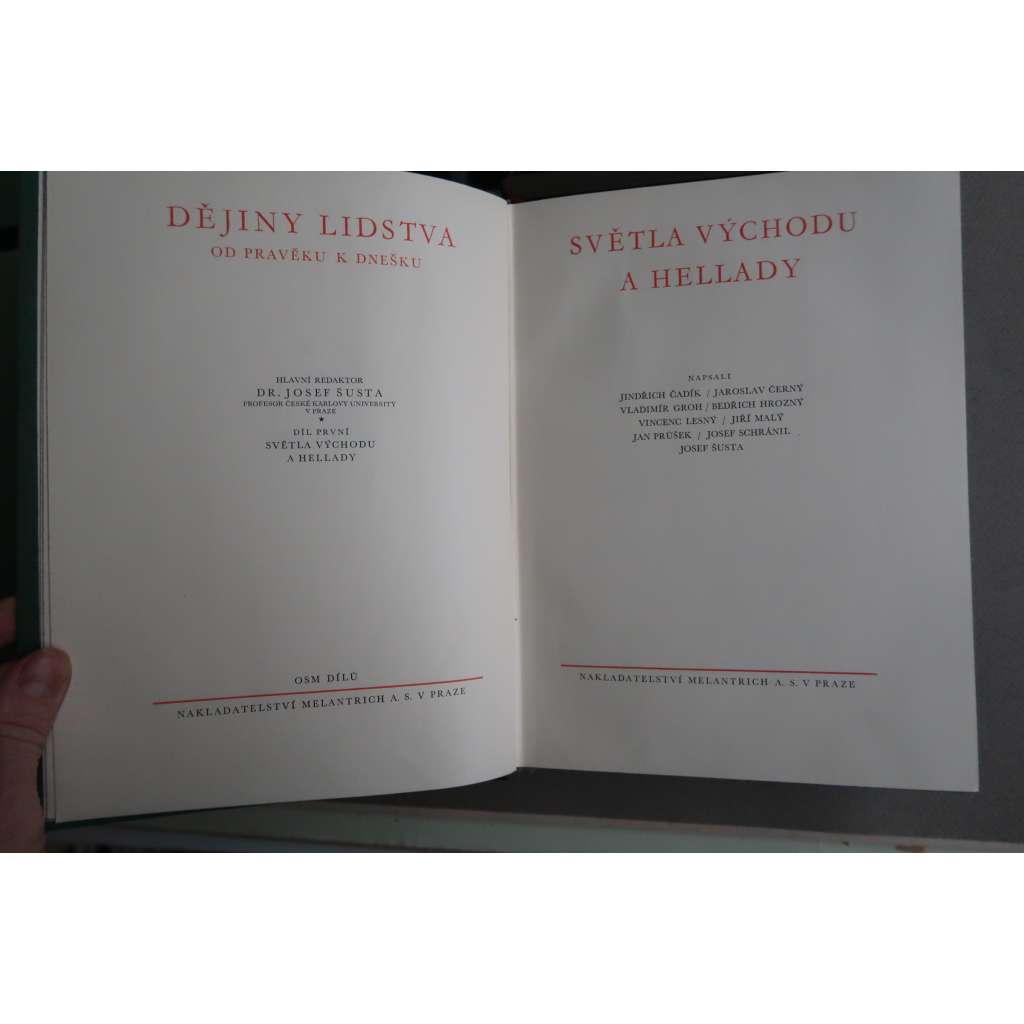 DĚJINY LIDSTVA
OD PRAVĚKU K DNEŠKU
HLAVNÍ REDAKTOR
DR. JOSEF ŠUSTA
PROFESOR ČESKÉ KARLOVY UNIVERSITY
V PRAZE
★
DÍL PRVNÍ
SVĚTLA VÝCHODU
A HELLADY
OSM DÍLŮ
NAKLADATELSTVÍ MELANTRICH A. S. V PRAZE
SVĚTLA VÝCHODU
A HELLADY
NAPSALI
JINDŘICH ČADÍK / JAROSLAV ČERNÝ
VLADIMÍR GROH / BEDŘICH HROZNÝ
VINCENC LESNÝ / JIŘÍ MALÝ
JAN PRŮŠEK / JOSEF SCHRÁNIL
JOSEF ŠUSTA
NAKLADATELSTVÍ MELANTRICH A. S. V PRAZE